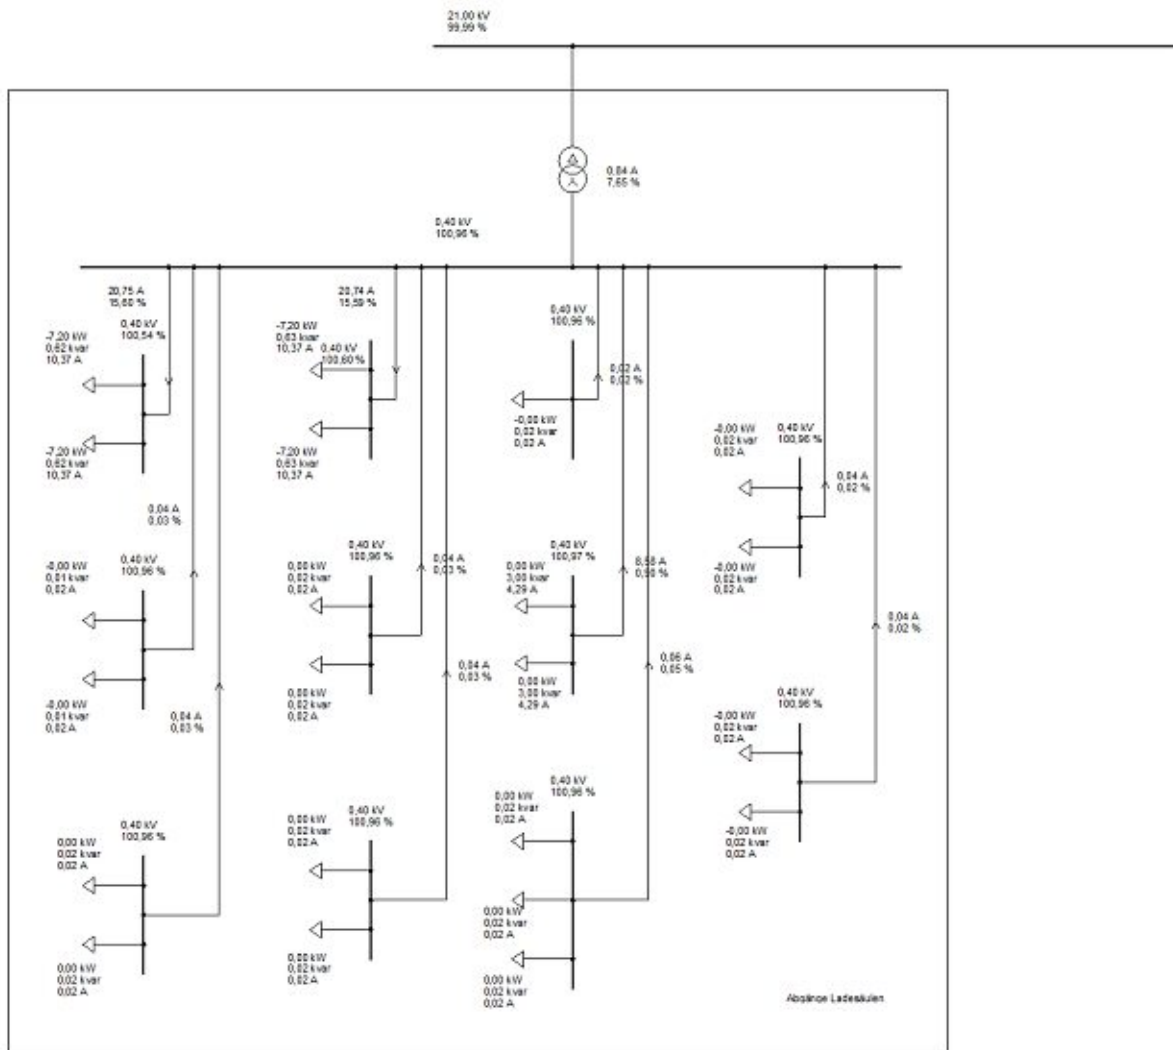 21,00 kV
99,99 %
0,84 A
7,65 %
0,40 kV
100,96 %
20,75 A
15,60 %
0,40 kV
100,54 %
-7,20 kW
0,62 kvar
10,37 A
-7,20 kW
0,62 kvar
10,37 A
20,74 A
15,59 %
-7,20 kW
0,63 kvar
10,37 A
0,40 kV
100,60 %
-7,20 kW
0,63 kvar
10,37 A
0,40 kV
100,96 %
0,02 A
0,02 %
-0,00 kW
0,02 kvar
0,02 A
-0,00 kW
0,02 kvar
0,02 A
0,40 kV
100,96 %
0,04 A
0,02 %
-0,00 kW
0,02 kvar
0,02 A
0,04 A
0,03 %
-0,00 kW
0,01 kvar
0,02 A
0,40 kV
100,96 %
-0,00 kW
0,01 kvar
0,02 A
0,04 A
0,03 %
0,00 kW
0,02 kvar
0,02 A
0,40 kV
100,96 %
0,04 A
0,03 %
0,00 kW
0,02 kvar
0,02 A
0,04 A
0,03 %
0,00 kW
3,00 kvar
4,29 A
0,40 kV
100,97 %
8,58 A
0,90 %
0,00 kW
3,00 kvar
4,29 A
0,06 A
0,05 %
0,04 A
0,02 %
-0,00 kW
0,02 kvar
0,02 A
0,40 kV
100,96 %
-0,00 kW
0,02 kvar
0,02 A
0,00 kW
0,02 kvar
0,02 A
0,40 kV
100,96 %
0,00 kW
0,02 kvar
0,02 A
0,00 kW
0,02 kvar
0,02 A
0,40 kV
100,96 %
0,00 kW
0,02 kvar
0,02 A
0,00 kW
0,02 kvar
0,02 A
0,40 kV
100,96 %
0,00 kW
0,02 kvar
0,02 A
0,00 kW
0,02 kvar
0,02 A
Abgänge Ladesäulen